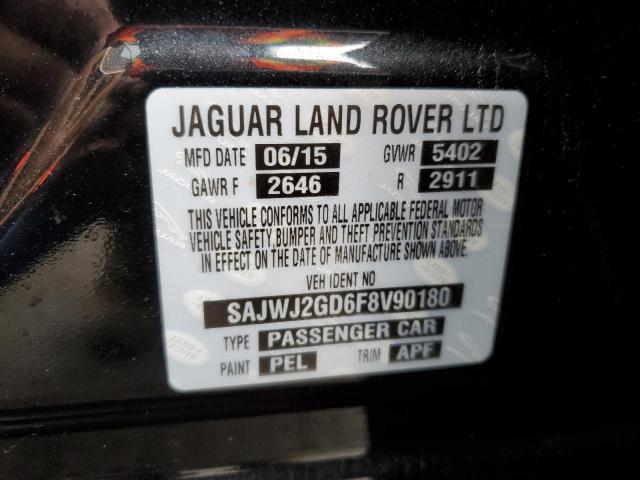 JAGUAR LAND ROVER LTD
MFD DATE 06/15 GVWR 5402
GAWR F 2646 R 2911
THIS VEHICLE CONFORMS TO ALL APPLICABLE FEDERAL MOTOR
VEHICLE SAFETY, BUMPER AND THEFT PREVENTION STANDARDS
IN EFFECT ON THE DATE OF MANUFACTURE SHOWN ABOVE.
VEH IDENT NO
SAJWJ2GD6F8V90180
TYPE PASSENGER CAR
PAINT PEL TRIM APF